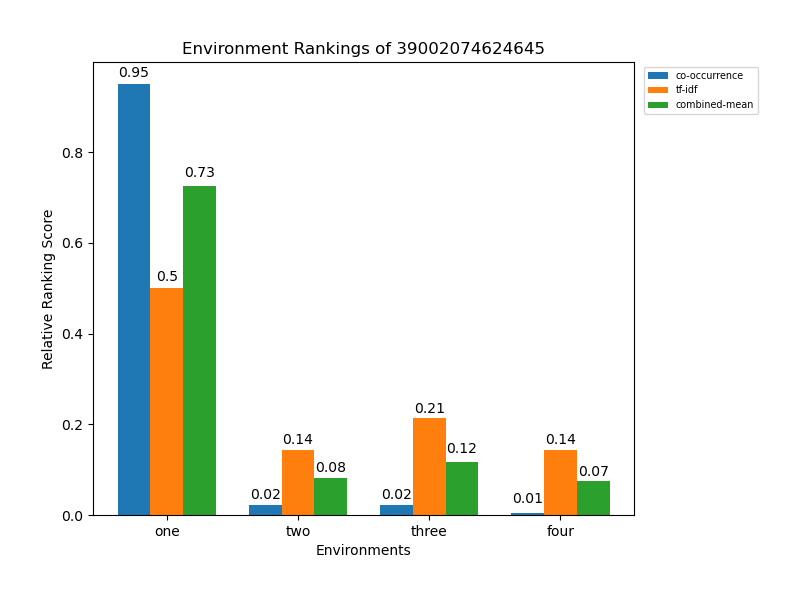 Environment Rankings of 39002074624645
co-occurrence
tf-idf
combined-mean
Relative Ranking Score
0.8
0.6
0.4
0.2
0.0
0.95
0.5
0.73
0.02
0.14
0.08
0.02
0.21
0.12
0.01
0.14
0.07
one two three four
Environments